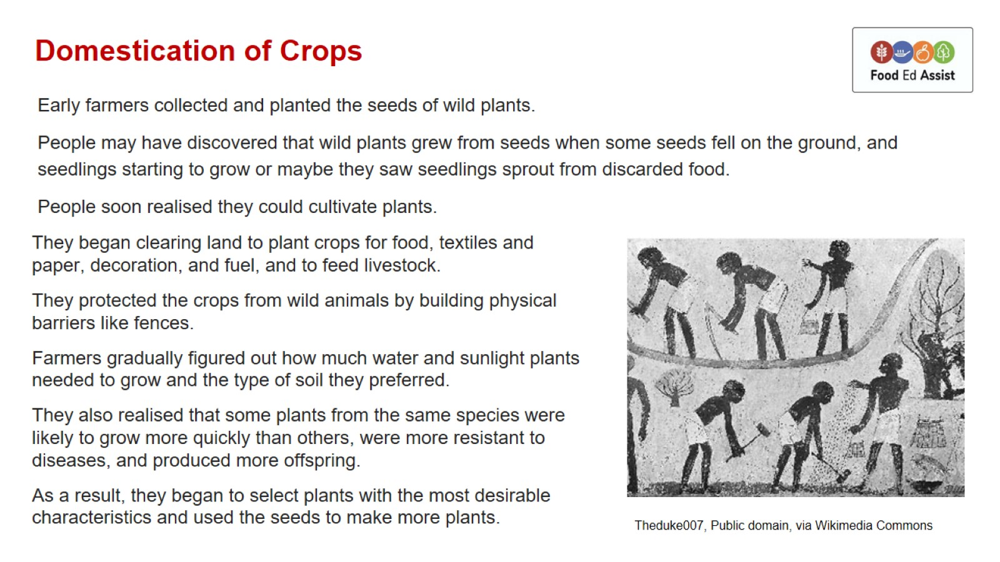 Domestication of Crops
Food Ed Assist
Early farmers collected and planted the seeds of wild plants.
People may have discovered that wild plants grew from seeds when some seeds fell on the ground, and
seedlings starting to grow or maybe they saw seedlings sprout from discarded food.
People soon realised they could cultivate plants.
They began clearing land to plant crops for food, textiles and
paper, decoration, and fuel, and to feed livestock.
They protected the crops from wild animals by building physical
barriers like fences.
Farmers gradually figured out how much water and sunlight plants
needed to grow and the type of soil they preferred.
They also realised that some plants from the same species were
likely to grow more quickly than others, were more resistant to
diseases, and produced more offspring.
As a result, they began to select plants with the most desirable
characteristics and used the seeds to make more plants.
Theduke007, Public domain, via Wikimedia Commons